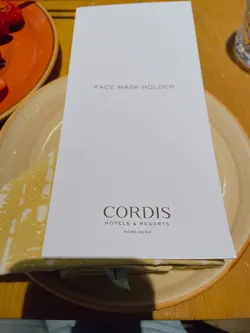 FACE MASK HOLDER
CORDIS
HOTELS & RESORTS
HONG KONG